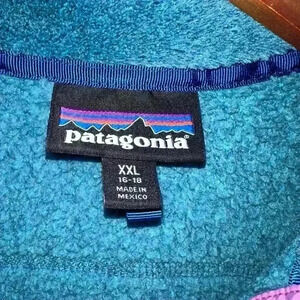 patagonia
XXL
16-18
MADE IN
MEXICO